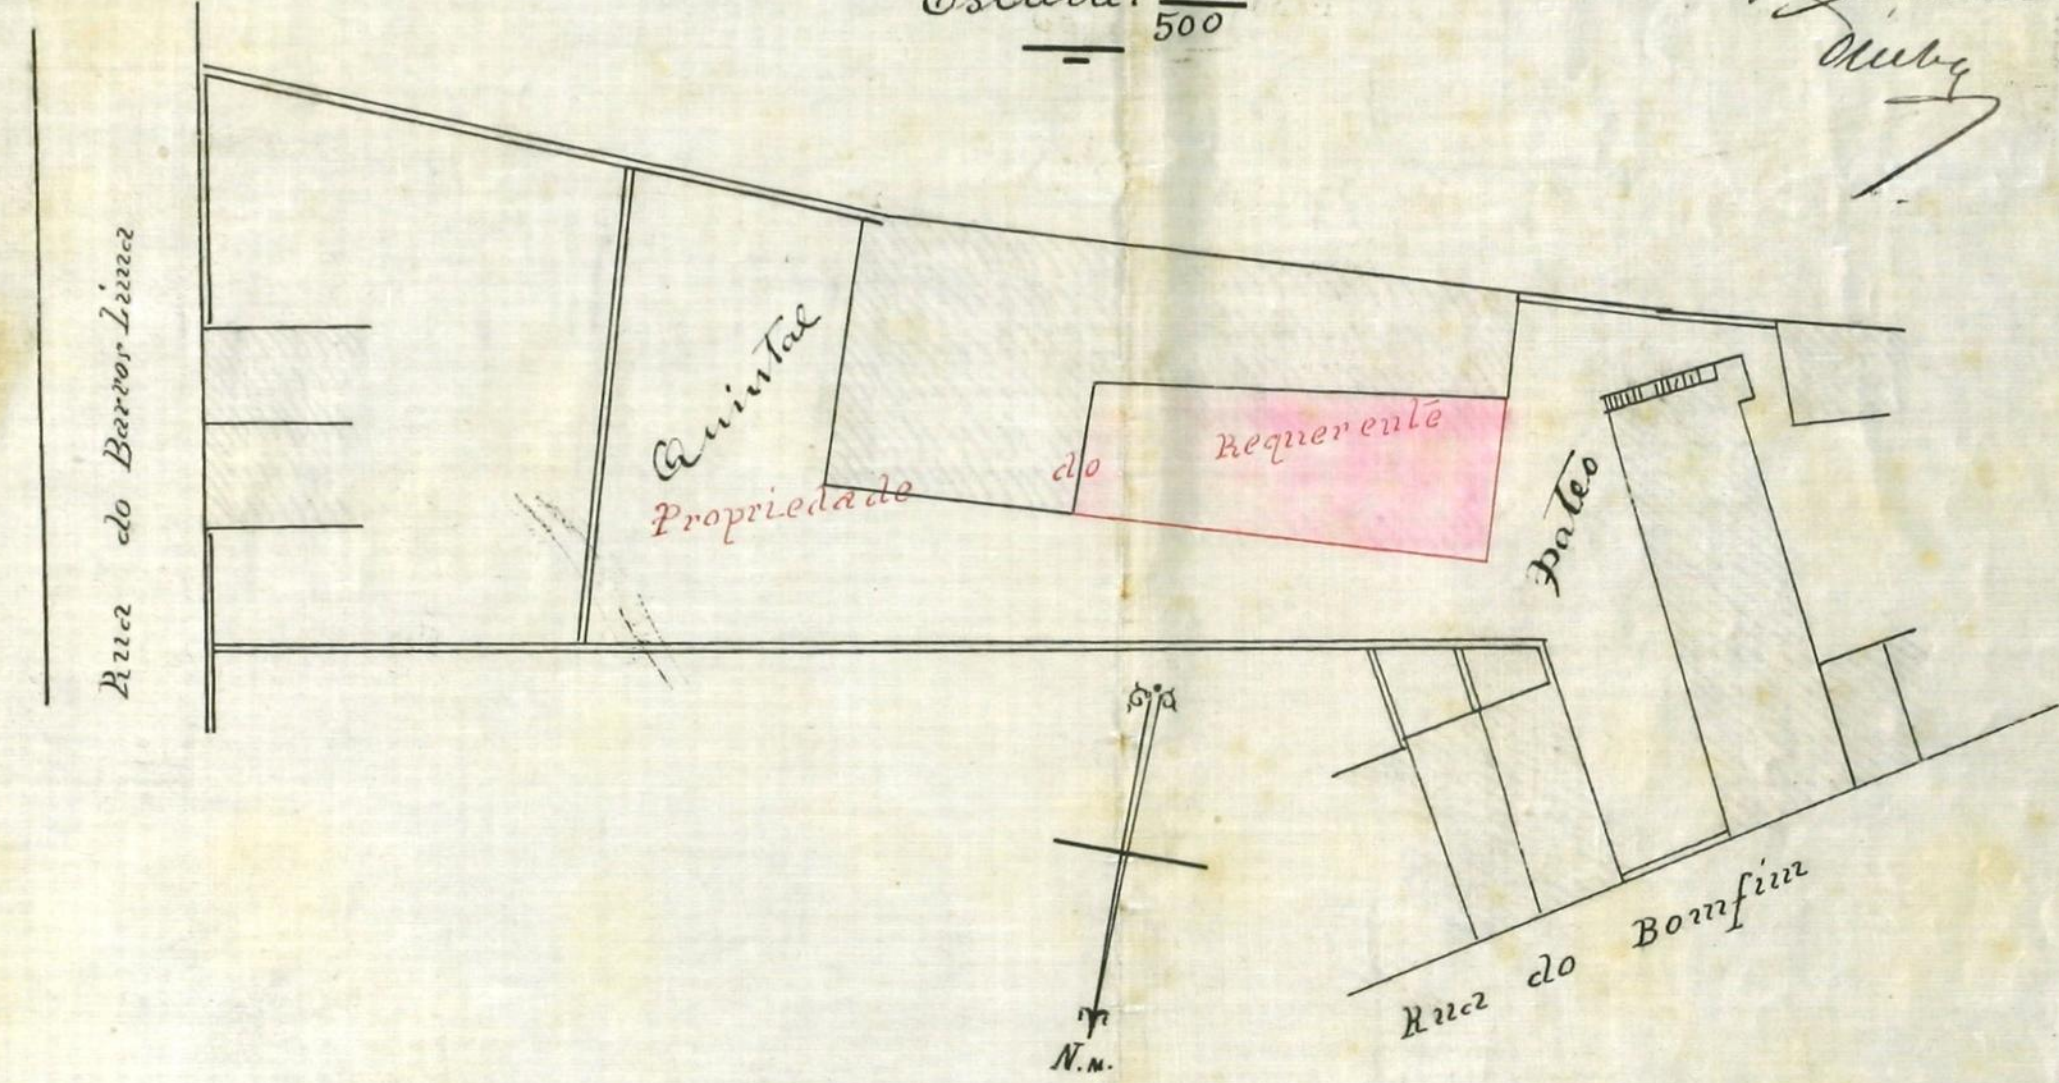 500
Rua do Barros Lima
Quintal
Propriedade do Requerente
Pateo
Rua do Bomfim
N.M.